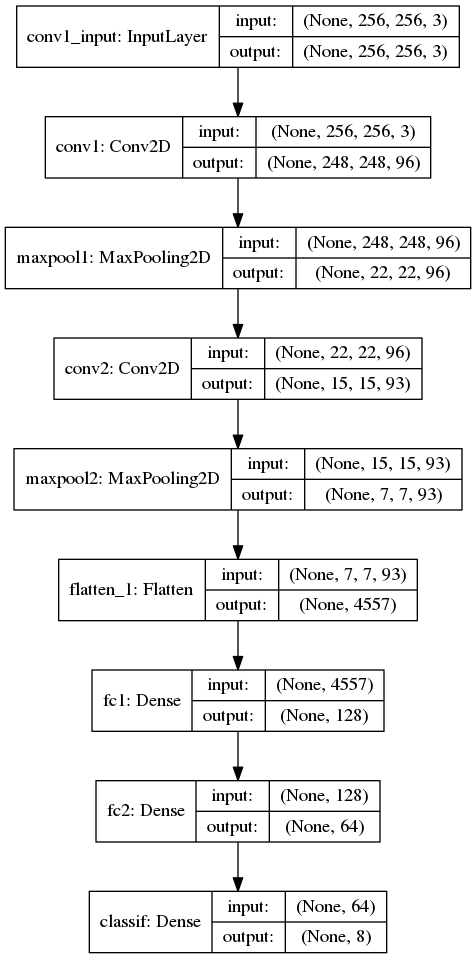 conv1_input: InputLayer
input: (None, 256, 256, 3)
output: (None, 256, 256, 3)
conv1: Conv2D
input: (None, 256, 256, 3)
output: (None, 248, 248, 96)
maxpool1: MaxPooling2D
input: (None, 248, 248, 96)
output: (None, 22, 22, 96)
conv2: Conv2D
input: (None, 22, 22, 96)
output: (None, 15, 15, 93)
maxpool2: MaxPooling2D
input: (None, 15, 15, 93)
output: (None, 7, 7, 93)
flatten_1: Flatten
input: (None, 7, 7, 93)
output: (None, 4557)
fc1: Dense
input: (None, 4557)
output: (None, 128)
fc2: Dense
input: (None, 128)
output: (None, 64)
classif: Dense
input: (None, 64)
output: (None, 8)